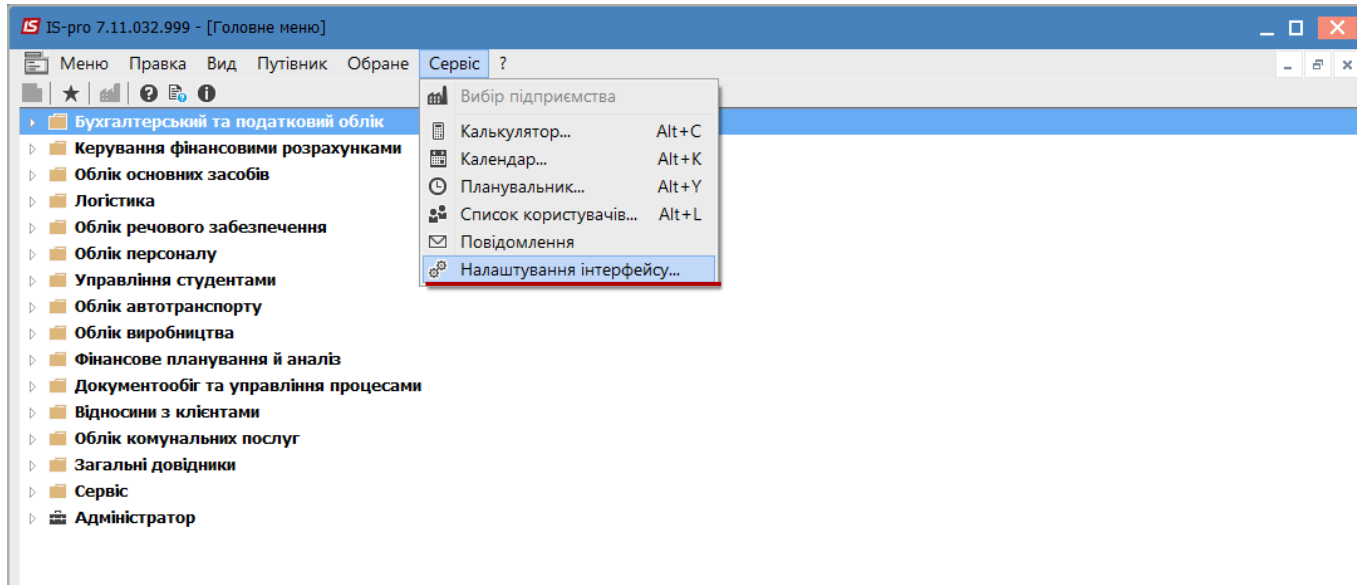 IS IS-pro 7.11.032.999 - [Головне меню]
Меню Правка Вид Путівник Обране Сервіс ?
Вибір підприємства
Калькулятор... Alt+C
Календар... Alt+K
Планувальник... Alt+Y
Список користувачів... Alt+L
Повідомлення
Налаштування інтерфейсу...
Бухгалтерський та податковий облік
Керування фінансовими розрахунками
Облік основних засобів
Логістика
Облік речового забезпечення
Облік персоналу
Управління студентами
Облік автотранспорту
Облік виробництва
Фінансове планування й аналіз
Документообіг та управління процесами
Відносини з клієнтами
Облік комунальних послуг
Загальні довідники
Сервіс
Адміністратор